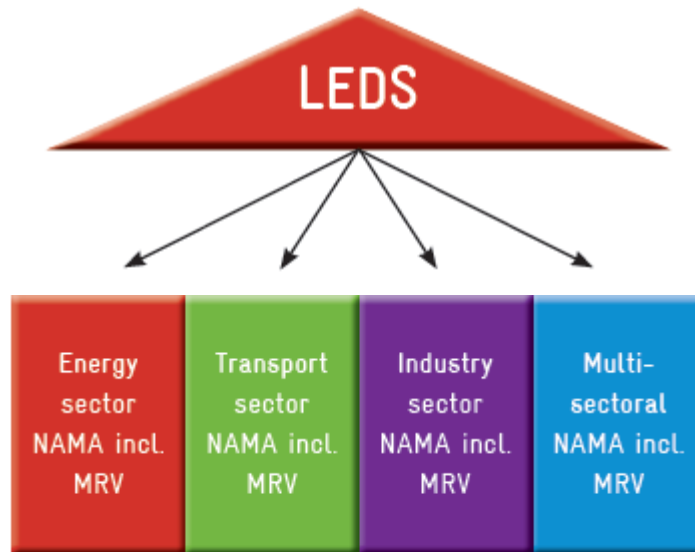 LEDS
Energy
sector
NAMA incl.
MRV
Transport
sector
NAMA incl.
MRV
Industry
sector
NAMA incl.
MRV
Multi-
sectoral
NAMA incl.
MRV